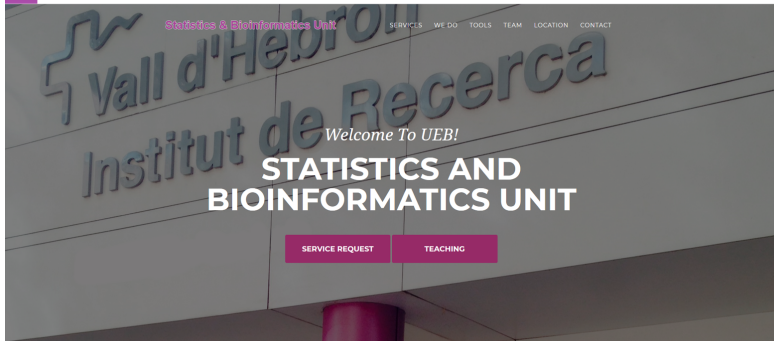 Statistics & Bioinformatics Unit
SERVICES WE DO TOOLS TEAM LOCATION CONTACT
Vall d'Hebron
Institut de Recerca
Welcome To UEB!
STATISTICS AND
BIOINFORMATICS UNIT
SERVICE REQUEST
TEACHING